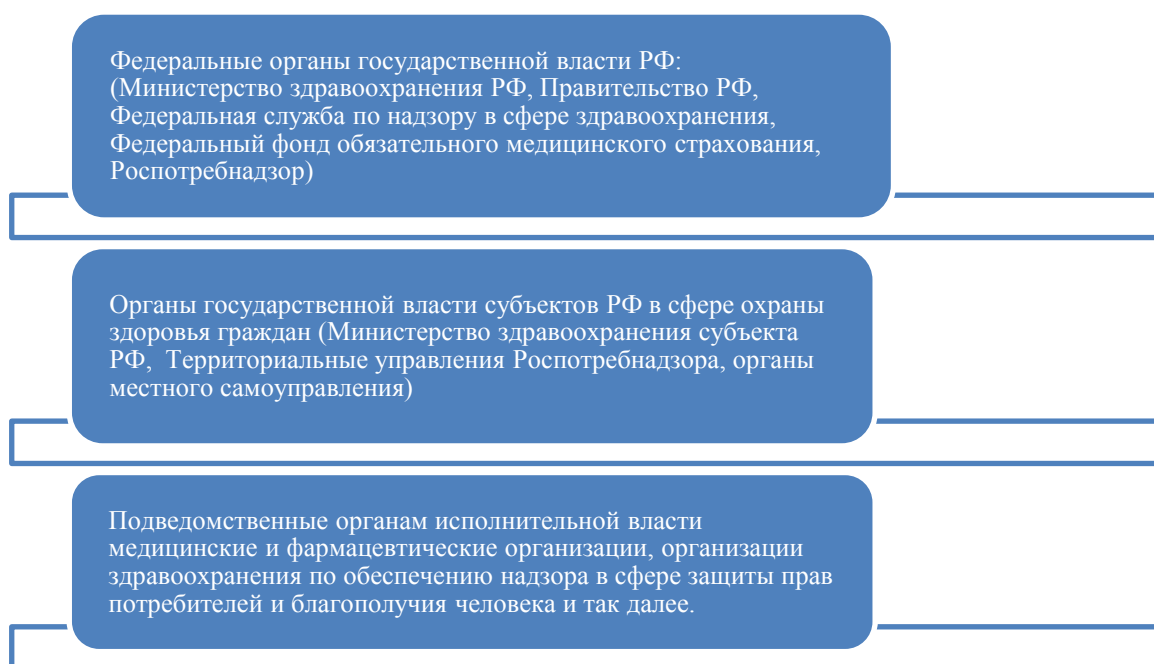 Федеральные органы государственной власти РФ:
(Министерство здравоохранения РФ, Правительство РФ,
Федеральная служба по надзору в сфере здравоохранения,
Федеральный фонд обязательного медицинского страхования,
Роспотребнадзор)
Органы государственной власти субъектов РФ в сфере охраны
здоровья граждан (Министерство здравоохранения субъекта
РФ,  Территориальные управления Роспотребнадзора, органы
местного самоуправления)
Подведомственные органам исполнительной власти
медицинские и фармацевтические организации, организации
здравоохранения по обеспечению надзора в сфере защиты прав
потребителей и благополучия человека и так далее.